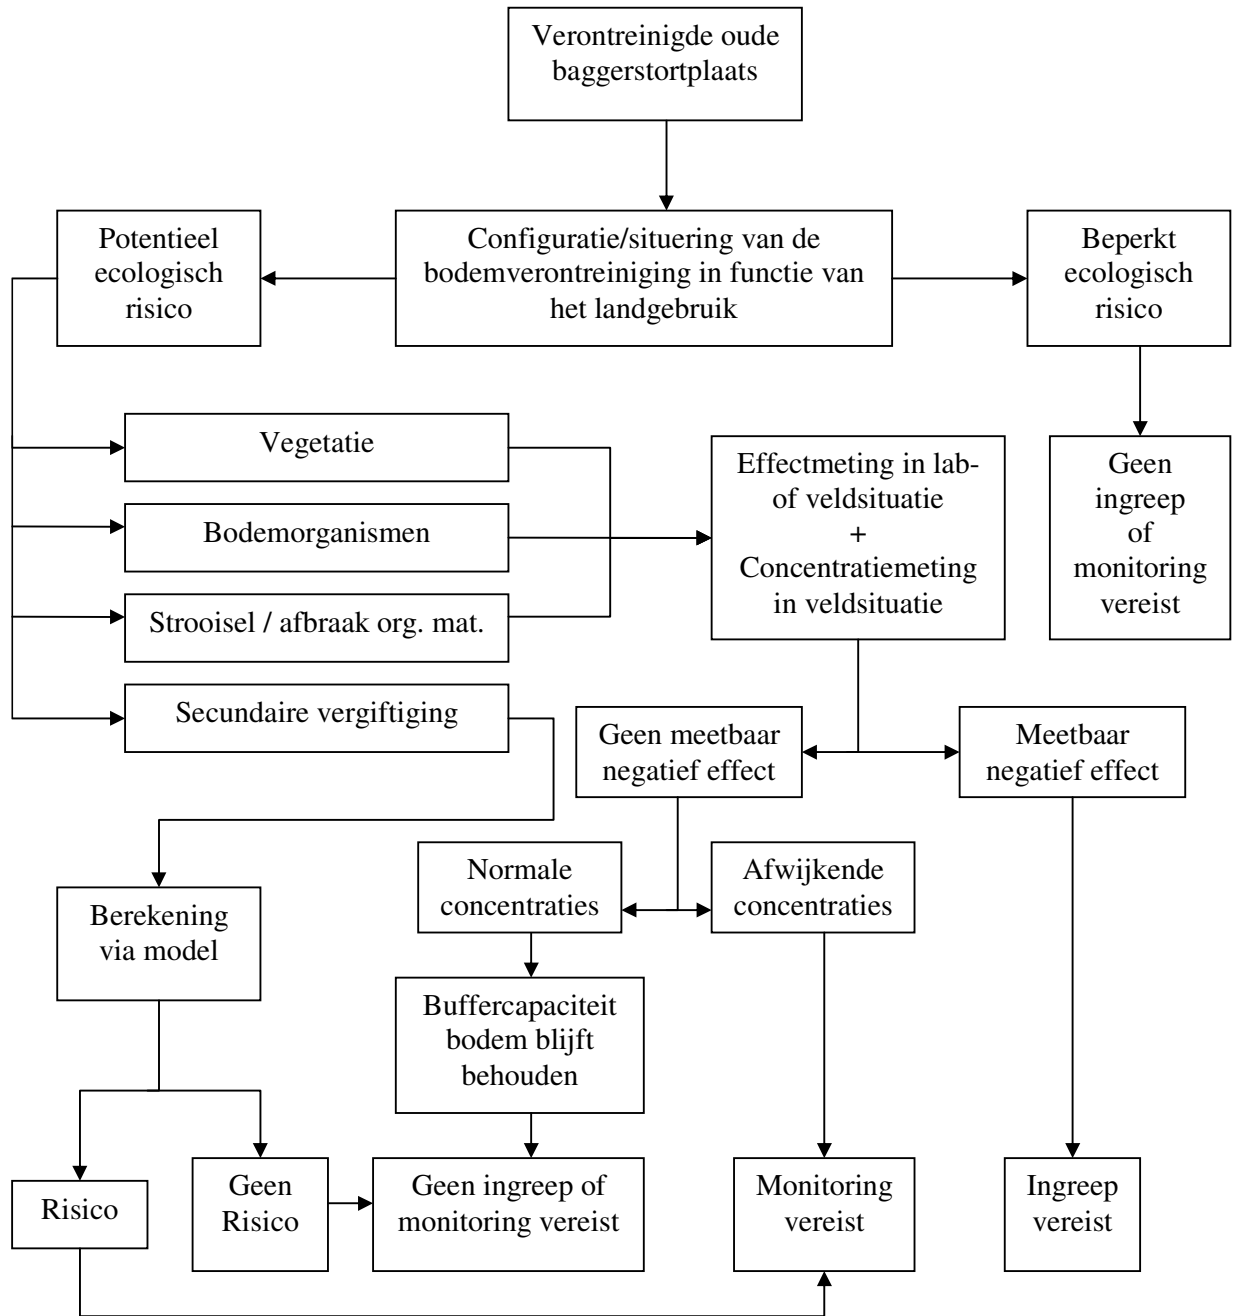 Verontreinigde oude
baggerstortplaats
Potentieel
ecologisch
risico
Configuratie/situering van de
bodemverontreiniging in functie van
het landgebruik
Beperkt
ecologisch
risico
Vegetatie
Bodemorganismen
Strooisel / afbraak org. mat.
Secundaire vergiftiging
Effectmeting in lab-
of veldsituatie
+
Concentratiemeting
in veldsituatie
Geen
ingreep
of
monitoring
vereist
Geen meetbaar
negatief effect
Meetbaar
negatief effect
Normale
concentraties
Afwijkende
concentraties
Berekening
via model
Buffercapaciteit
bodem blijft
behouden
Risico
Geen
Risico
Geen ingreep of
monitoring vereist
Monitoring
vereist
Ingreep
vereist